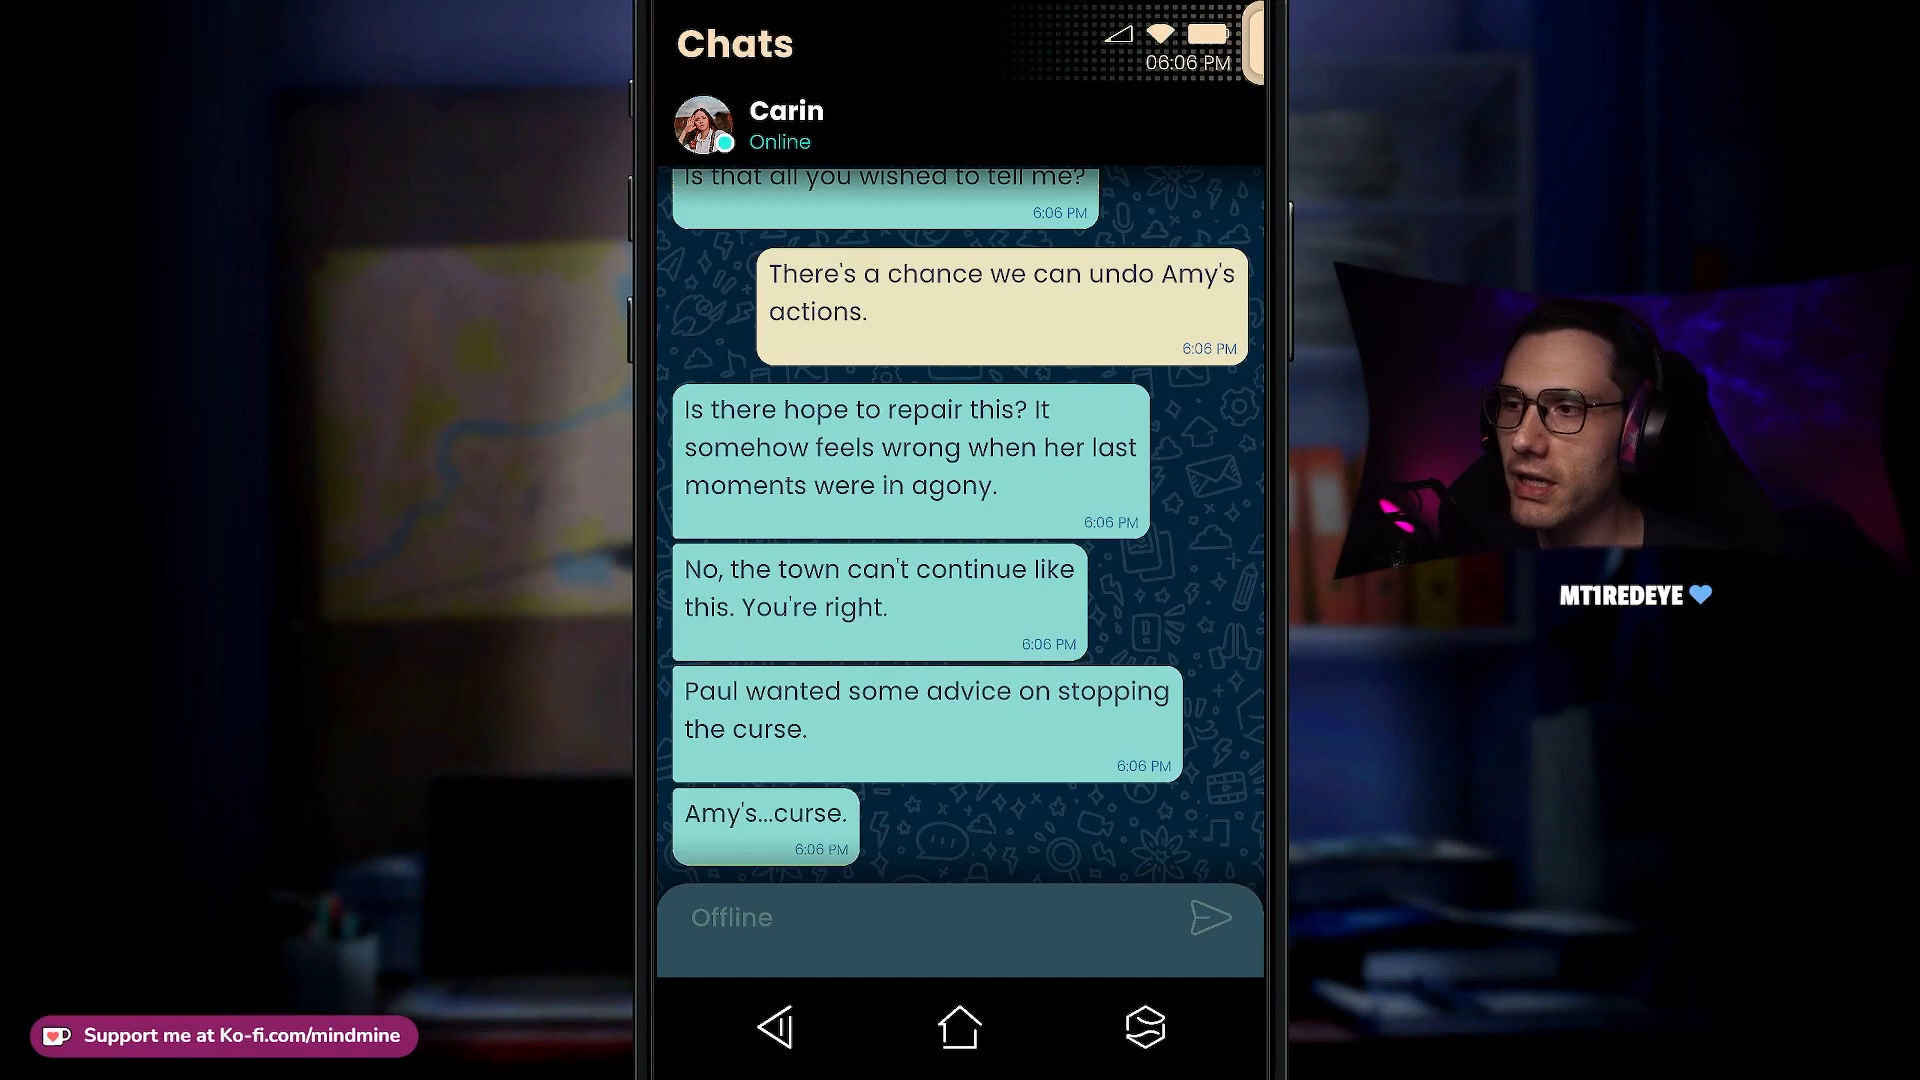 Chats
06:06 PM
Carin
Online
Is that all you wished to tell me?
6:06 PM
There's a chance we can undo Amy's
actions.
6:06 PM
Is there hope to repair this? It
somehow feels wrong when her last
moments were in agony.
6:06 PM
No, the town can't continue like
this. You're right.
6:06 PM
Paul wanted some advice on stopping
the curse.
6:06 PM
Amy's...curse.
6:06 PM
Offline
MT1REDEYE
Support me at Ko-fi.com/mindmine